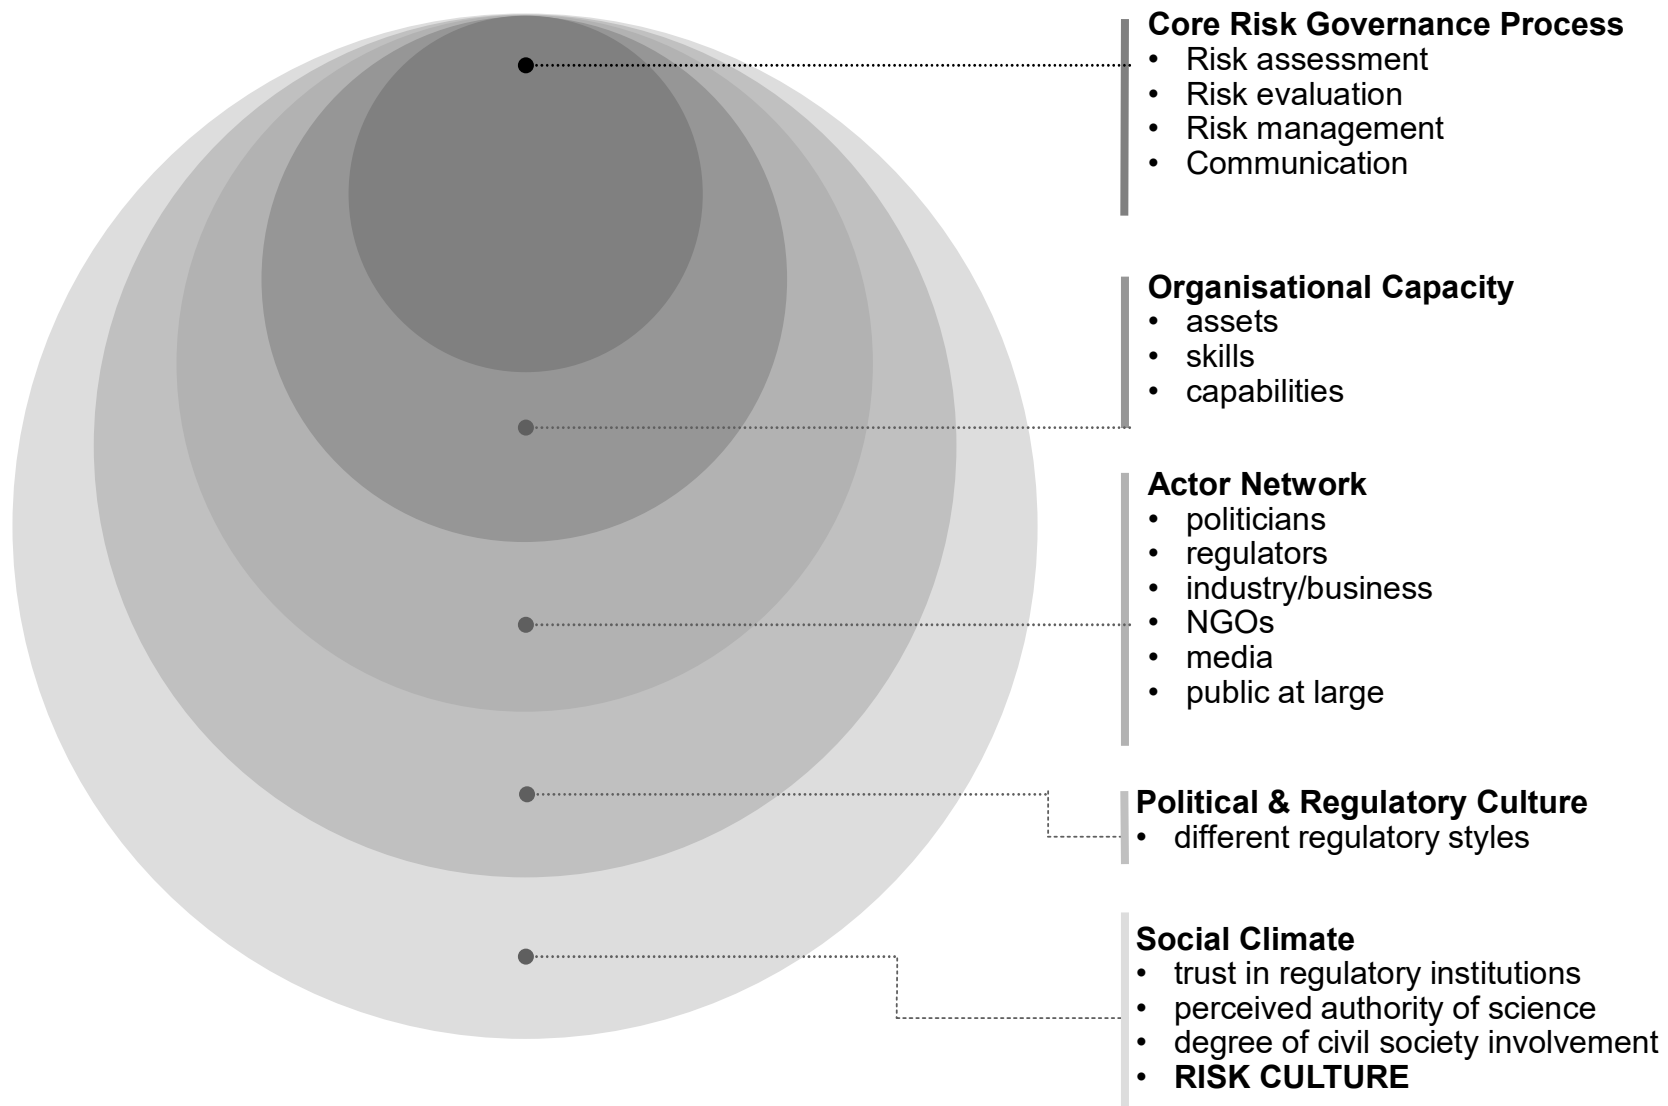 Core Risk Governance Process
• Risk assessment
• Risk evaluation
• Risk management
• Communication
Organisational Capacity
• assets
• skills
• capabilities
Actor Network
• politicians
• regulators
• industry/business
• NGOs
• media
• public at large
Political & Regulatory Culture
• different regulatory styles
Social Climate
• trust in regulatory institutions
• perceived authority of science
• degree of civil society involvement
• RISK CULTURE